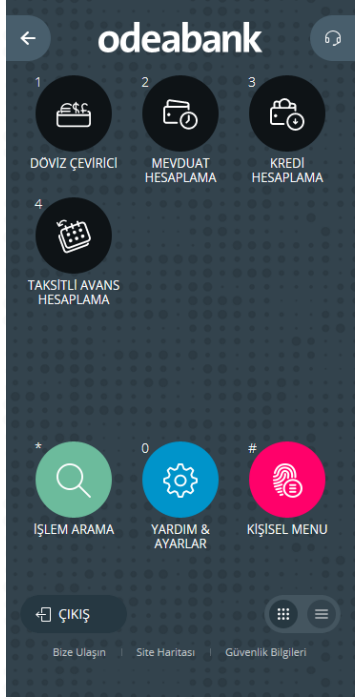 odeabank
1
2
3
DÖVİZ ÇEVİRİCİ
MEVDUAT
HESAPLAMA
KREDİ
HESAPLAMA
4
TAKSİTLİ AVANS
HESAPLAMA
*
0
#
İŞLEM ARAMA
YARDIM &
AYARLAR
KİŞİSEL MENU
ÇIKIŞ
Bize Ulaşın | Site Haritası | Güvenlik Bilgileri